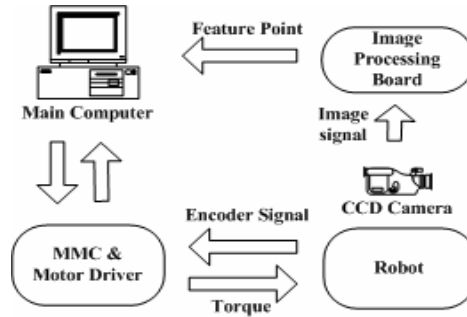 Feature Point
Image
Processing
Board
Main Computer
Image
signal
CCD Camera
Encoder Signal
MMC &
Motor Driver
Robot
Torque